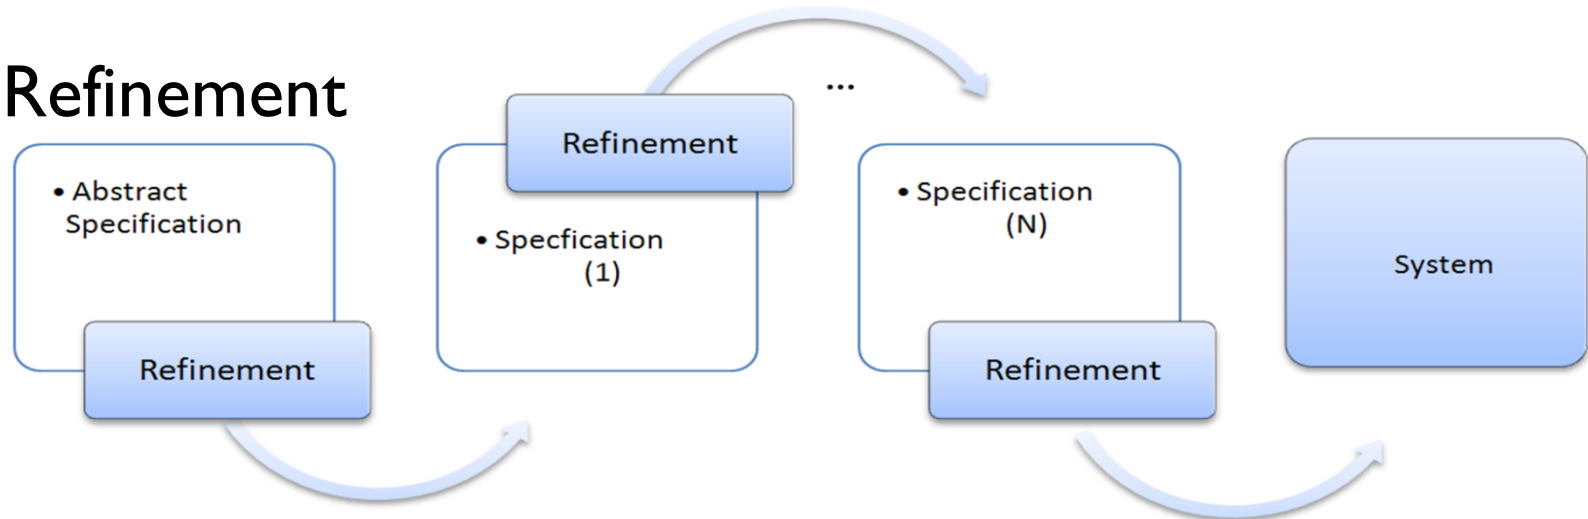 Refinement
• Abstract
Specification
Refinement
Refinement
• Specfication
(1)
...
• Specification
(N)
Refinement
System